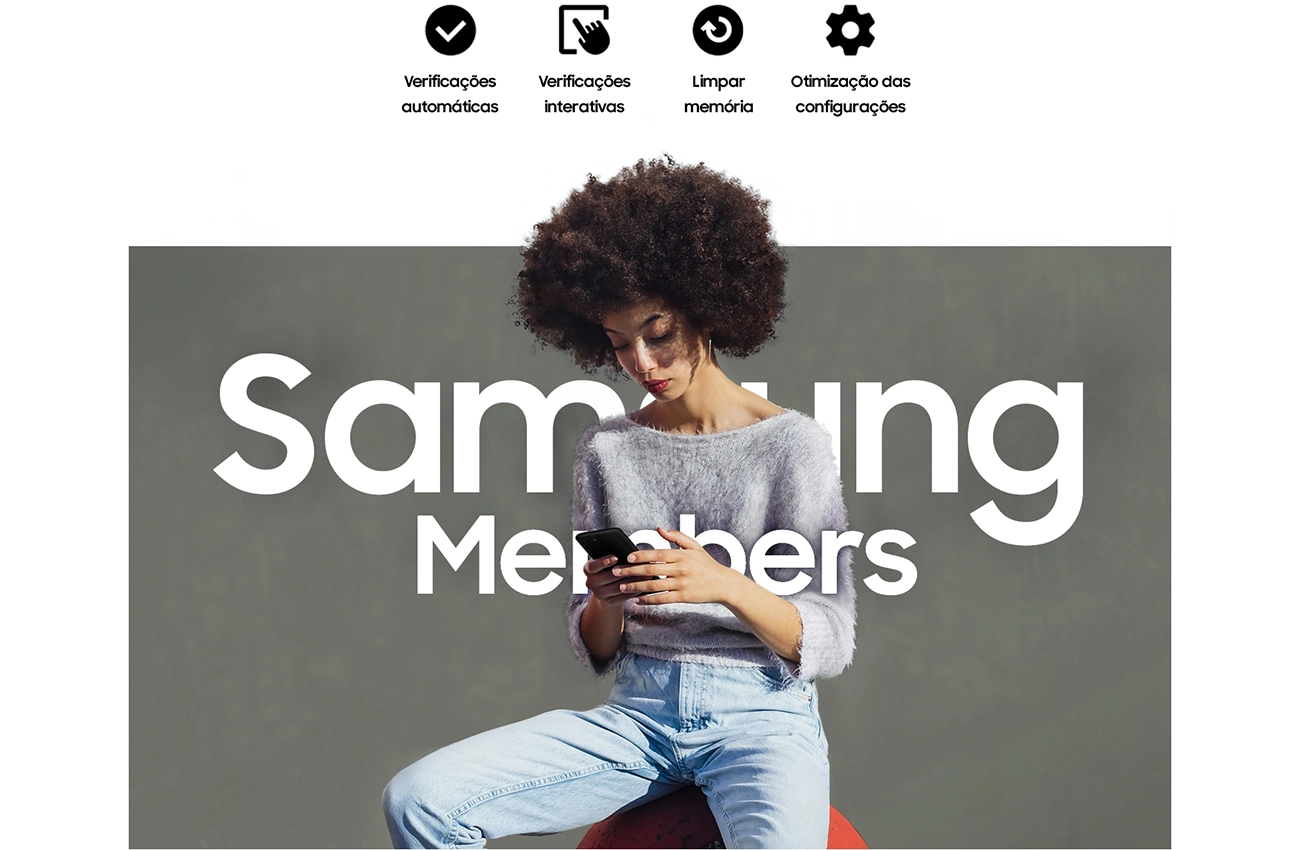 Verificações
automáticas
Verificações
interativas
Limpar
memória
Otimização das
configurações
Samsung
Members